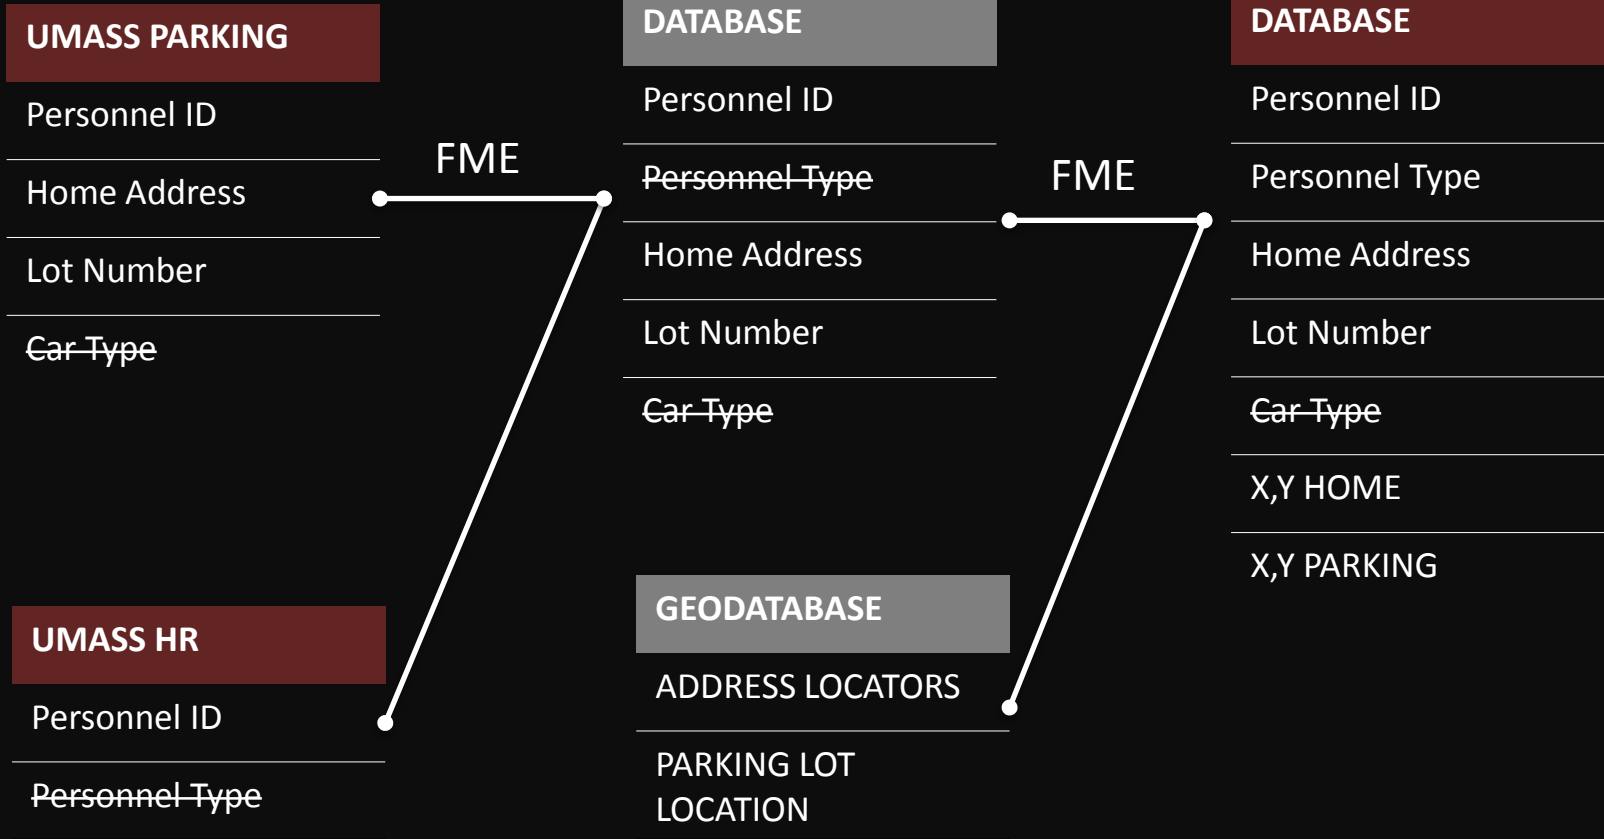 UMASS PARKING
Personnel ID
Home Address
Lot Number
Car Type
FME
UMASS HR
Personnel ID
Personnel Type
DATABASE
Personnel ID
Personnel Type
Home Address
Lot Number
Car Type
FME
GEODATABASE
ADDRESS LOCATORS
PARKING LOT
LOCATION
DATABASE
Personnel ID
Personnel Type
Home Address
Lot Number
Car Type
X,Y HOME
X,Y PARKING